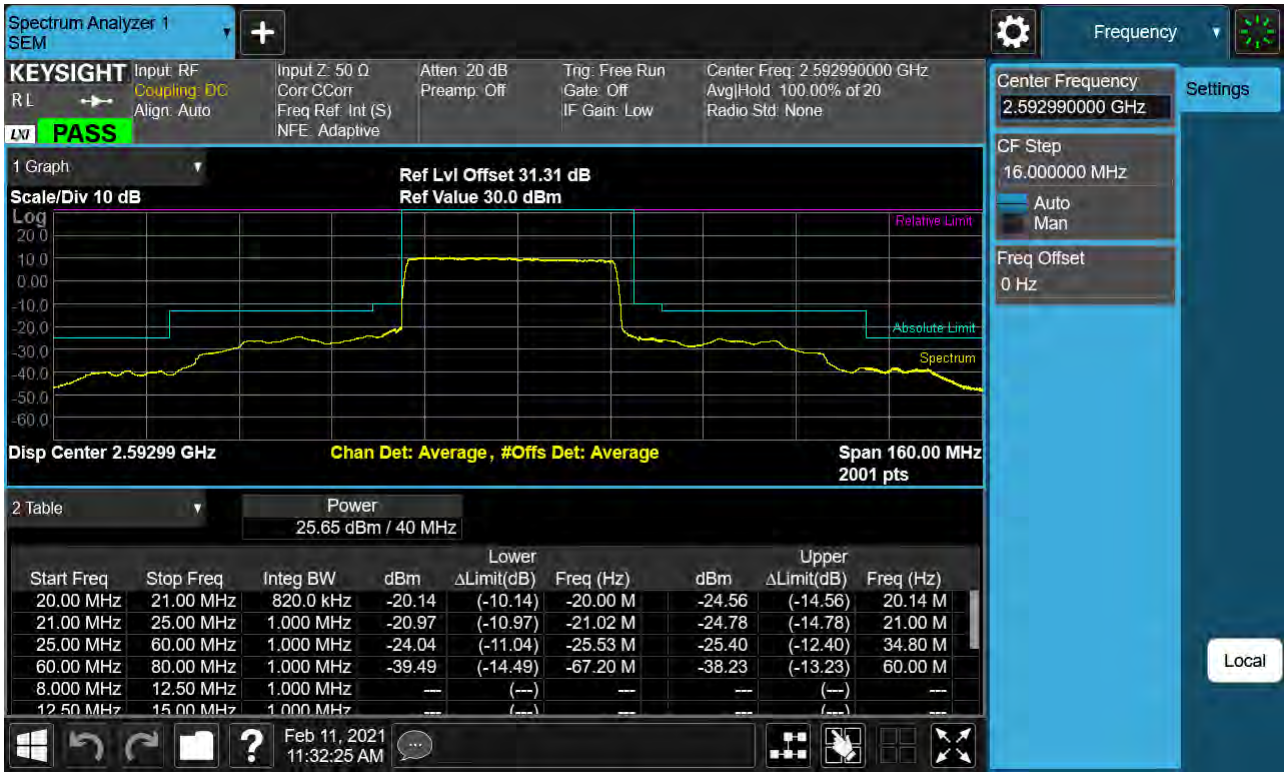 Spectrum Analyzer 1
SEM
Frequency
KEYSIGHT
R L
LXI PASS
Input: RF
Coupling: DC
Align: Auto
Input Z: 50 Ω
Corr CCorr
Freq Ref: Int (S)
NFE: Adaptive
Atten: 20 dB
Preamp: Off
Trig: Free Run
Gate: Off
IF Gain: Low
Center Freq: 2.592990000 GHz
Avg|Hold: 100.00% of 20
Radio Std: None
Center Frequency
2.592990000 GHz
Settings
CF Step
16.000000 MHz
Auto
Man
Freq Offset
0 Hz
Local
1 Graph
Scale/Div 10 dB
Ref Lvl Offset 31.31 dB
Ref Value 30.0 dBm
Log
20.0
10.0
0.00
-10.0
-20.0
-30.0
-40.0
-50.0
-60.0
Relative Limit
Absolute Limit
Spectrum
Disp Center 2.59299 GHz
Chan Det: Average, #Offs Det: Average
Span 160.00 MHz
2001 pts
2 Table
Power
25.65 dBm / 40 MHz
Lower Upper
Start Freq Stop Freq Integ BW dBm ΔLimit(dB) Freq (Hz) dBm ΔLimit(dB) Freq (Hz)
20.00 MHz 21.00 MHz 820.0 kHz -20.14 (-10.14) -20.00 M -24.56 (-14.56) 20.14 M
21.00 MHz 25.00 MHz 1.000 MHz -20.97 (-10.97) -21.02 M -24.78 (-14.78) 21.00 M
25.00 MHz 60.00 MHz 1.000 MHz -24.04 (-11.04) -25.53 M -25.40 (-12.40) 34.80 M
60.00 MHz 80.00 MHz 1.000 MHz -39.49 (-14.49) -67.20 M -38.23 (-13.23) 60.00 M
8.000 MHz 12.50 MHz 1.000 MHz --- (---) --- --- (---) ---
12.50 MHz 15.00 MHz 1.000 MHz --- (---) --- --- (---) ---
?
Feb 11, 2021
11:32:25 AM